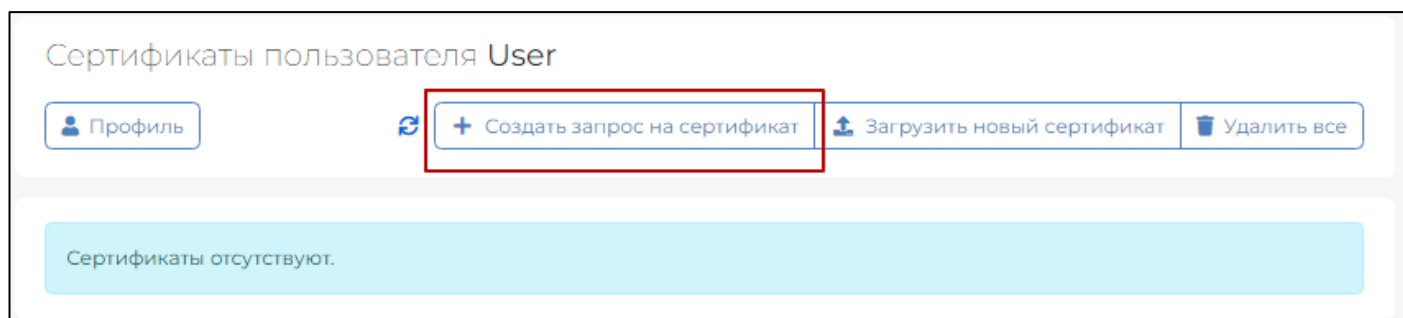 Сертификаты пользователя User
Профиль Создать запрос на сертификат Загрузить новый сертификат Удалить все
Сертификаты отсутствуют.